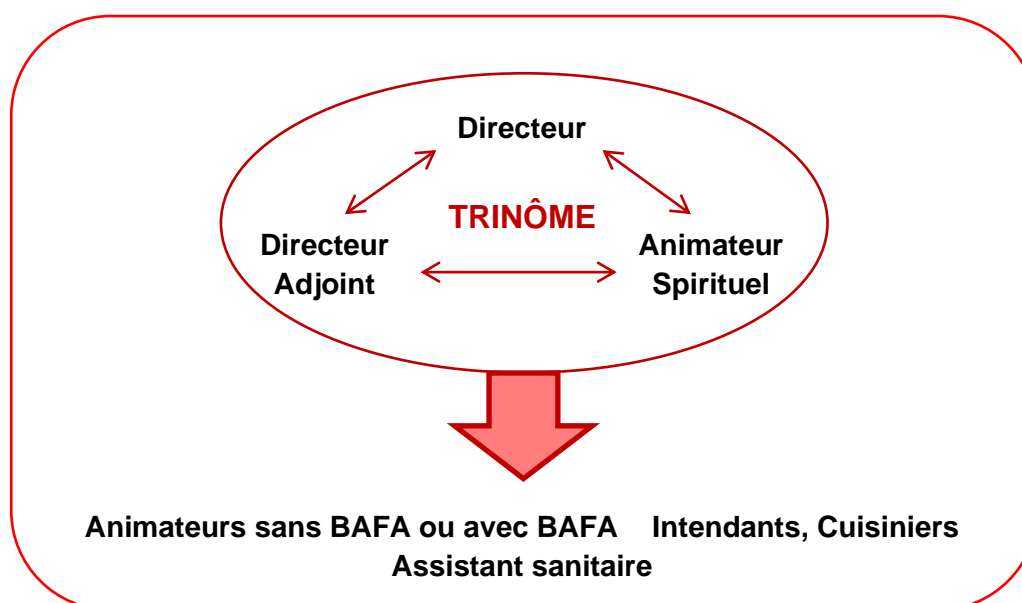 Directeur
TRINÔME
Directeur
Adjoint
Animateur
Spirituel
Animateurs sans BAFA ou avec BAFA Intendants, Cuisiniers
Assistant sanitaire